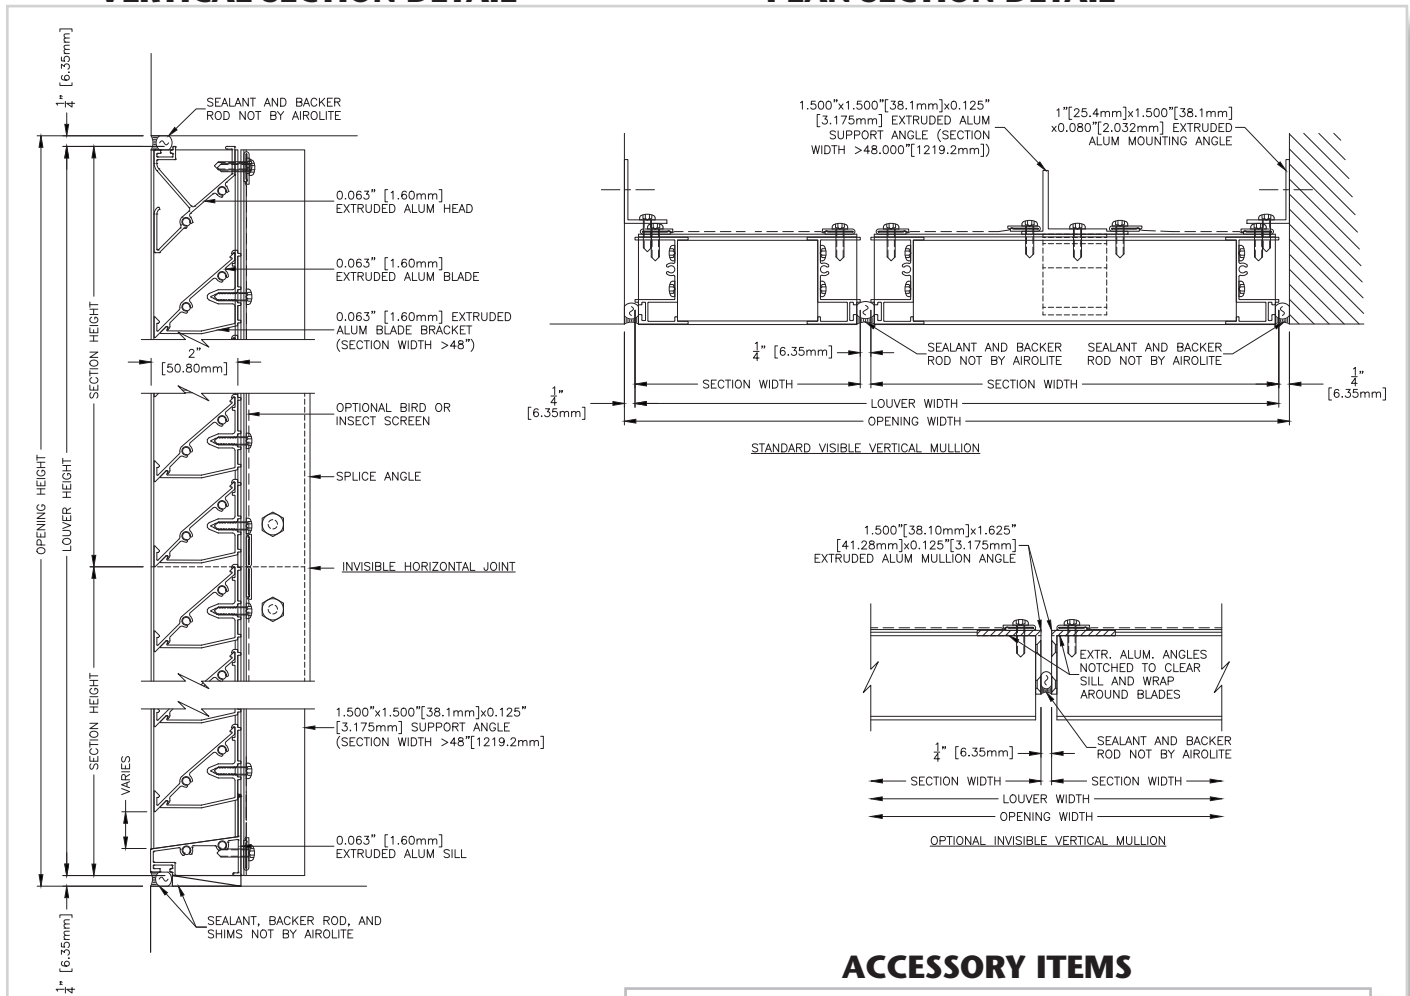 VERTICAL SECTION DETAIL
PLAN SECTION DETAIL
1/4" [6.35mm]
SEALANT AND BACKER
ROD NOT BY AIROLITE
0.063" [1.60mm]
EXTRUDED ALUM HEAD
0.063" [1.60mm]
EXTRUDED ALUM BLADE
0.063" [1.60mm] EXTRUDED
ALUM BLADE BRACKET
(SECTION WIDTH >48")
2"
[50.80mm]
OPTIONAL BIRD OR
INSECT SCREEN
SPLICE ANGLE
INVISIBLE HORIZONTAL JOINT
OPENING HEIGHT
LOUVER HEIGHT
SECTION HEIGHT
SECTION HEIGHT
VARIES
1.500"x1.500"[38.1mm]x0.125"
[3.175mm] SUPPORT ANGLE
(SECTION WIDTH >48"[1219.2mm]
0.063" [1.60mm]
EXTRUDED ALUM SILL
SEALANT, BACKER ROD, AND
SHIMS NOT BY AIROLITE
1/4" [6.35mm]
1.500"x1.500"[38.1mm]x0.125"
[3.175mm] EXTRUDED ALUM
SUPPORT ANGLE (SECTION
WIDTH >48.000"[1219.2mm])
1"[25.4mm]x1.500"[38.1mm]
x0.080"[2.032mm] EXTRUDED
ALUM MOUNTING ANGLE
1/4" [6.35mm]
SEALANT AND BACKER
ROD NOT BY AIROLITE
SEALANT AND BACKER
ROD NOT BY AIROLITE
1/4"
[6.35mm]
SECTION WIDTH
SECTION WIDTH
1/4"
[6.35mm]
LOUVER WIDTH
OPENING WIDTH
STANDARD VISIBLE VERTICAL MULLION
1.500"[38.10mm]x1.625"
[41.28mm]x0.125"[3.175mm]
EXTRUDED ALUM MULLION ANGLE
EXTR. ALUM. ANGLES
NOTCHED TO CLEAR
SILL AND WRAP
AROUND BLADES
1/4" [6.35mm]
SEALANT AND BACKER
ROD NOT BY AIROLITE
SECTION WIDTH
SECTION WIDTH
LOUVER WIDTH
OPENING WIDTH
OPTIONAL INVISIBLE VERTICAL MULLION
ACCESSORY ITEMS